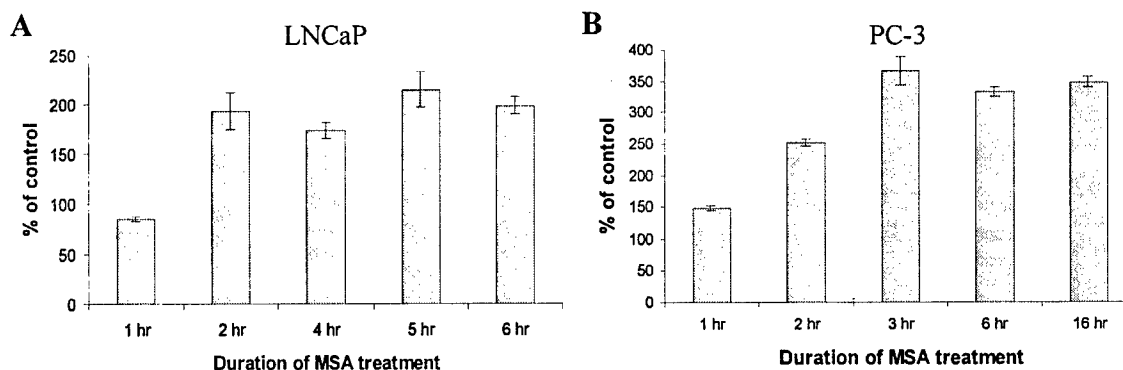 A
LNCaP
% of control
250
200
150
100
50
0
1 hr 2 hr 4 hr 5 hr 6 hr
Duration of MSA treatment
B
PC-3
% of control
400
350
300
250
200
150
100
50
0
1 hr 2 hr 3 hr 6 hr 16 hr
Duration of MSA treatment